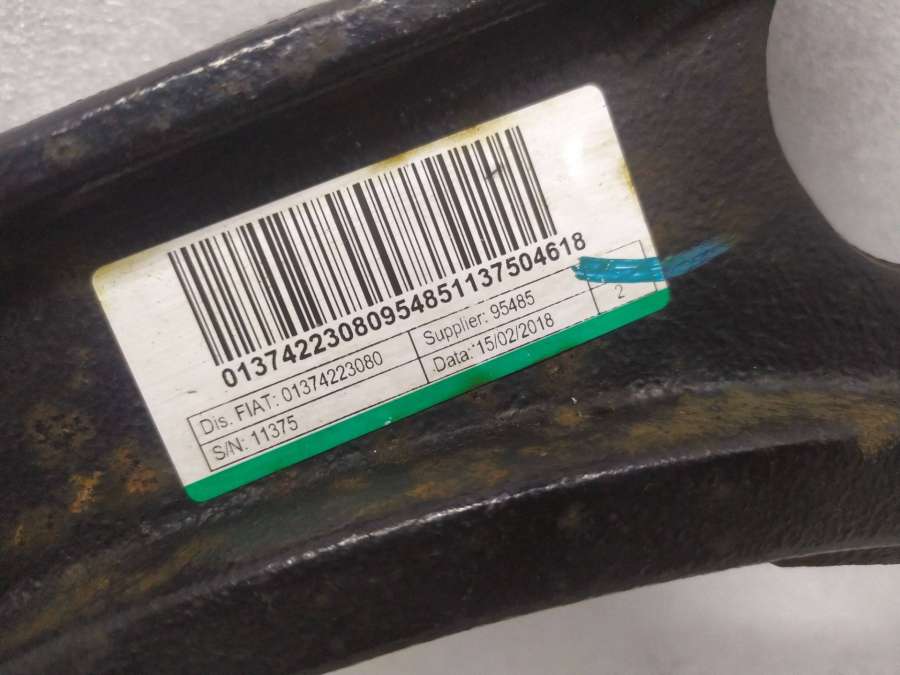 01374223080954851137504618
Dis. FIAT: 01374223080 Supplier: 95485
S/N: 11375 Data: 15/02/2018 2